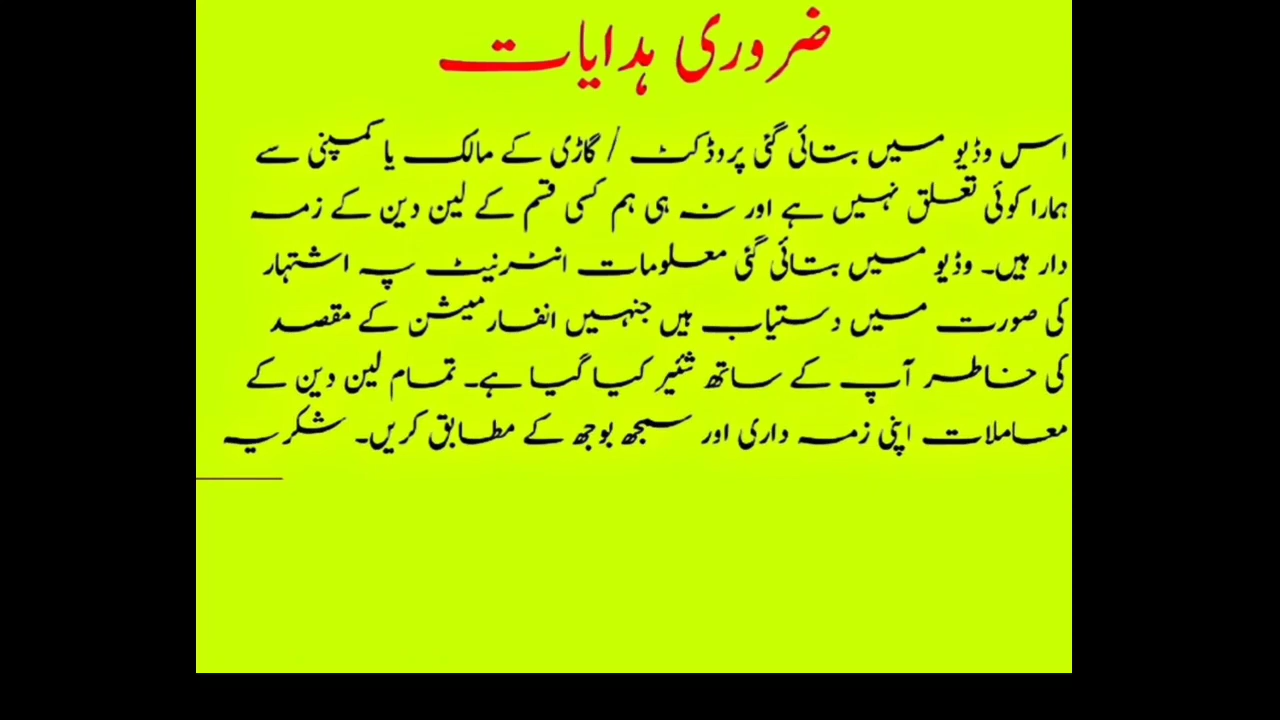 ضروری ہدایات
اس وڈیو میں بتائی گئی پروڈکٹ / گاڑی کے مالک یا کمپنی سے
ہمارا کوئی تعلق نہیں ہے اور نہ ہی ہم کسی قسم کے لین دین کے زمہ
دار ہیں۔ وڈیو میں بتائی گئی معلومات انٹرنیٹ پہ اشتہار
کی صورت میں دستیاب ہیں جنہیں انفارمیشن کے مقصد
کی خاطر آپ کے ساتھ شئیر کیا گیا ہے۔ تمام لین دین کے
معاملات اپنی زمہ داری اور سمجھ بوجھ کے مطابق کریں۔ شکریہ